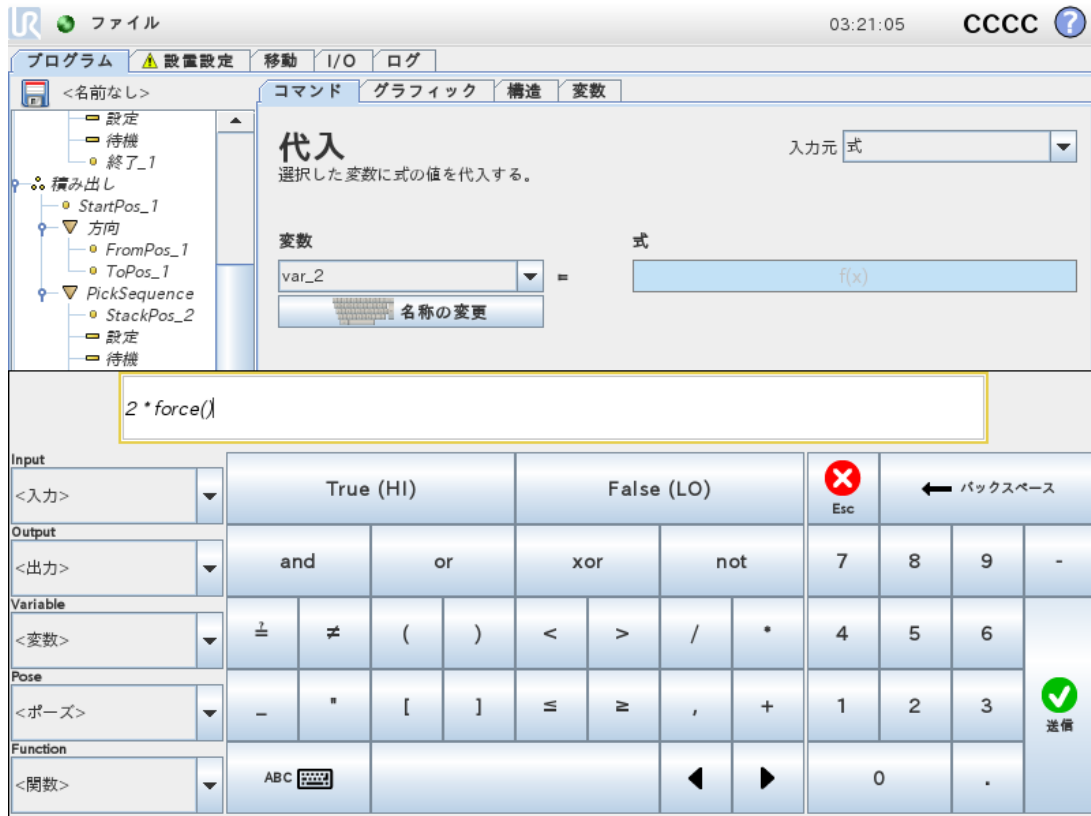 UR ファイル 03:21:05 CCCC ?
プログラム 設置設定 移動 I/O ログ
<名前なし> コマンド グラフィック 構造 変数
設定
待機
終了_1
積み出し
StartPos_1
方向
FromPos_1
ToPos_1
PickSequence
StackPos_2
設定
待機
代入
入力元 式
選択した変数に式の値を代入する。
変数 式
var_2 = f(x)
名称の変更
2 * force()
Input
<入力> True (HI) False (LO) Esc バックスペース
Output
<出力> and or xor not 7 8 9 -
Variable
<変数> ≟ ≠ ( ) < > / * 4 5 6
Pose
<ポーズ> _ " [ ] ≤ ≥ , + 1 2 3 送信
Function
<関数> ABC 0 .